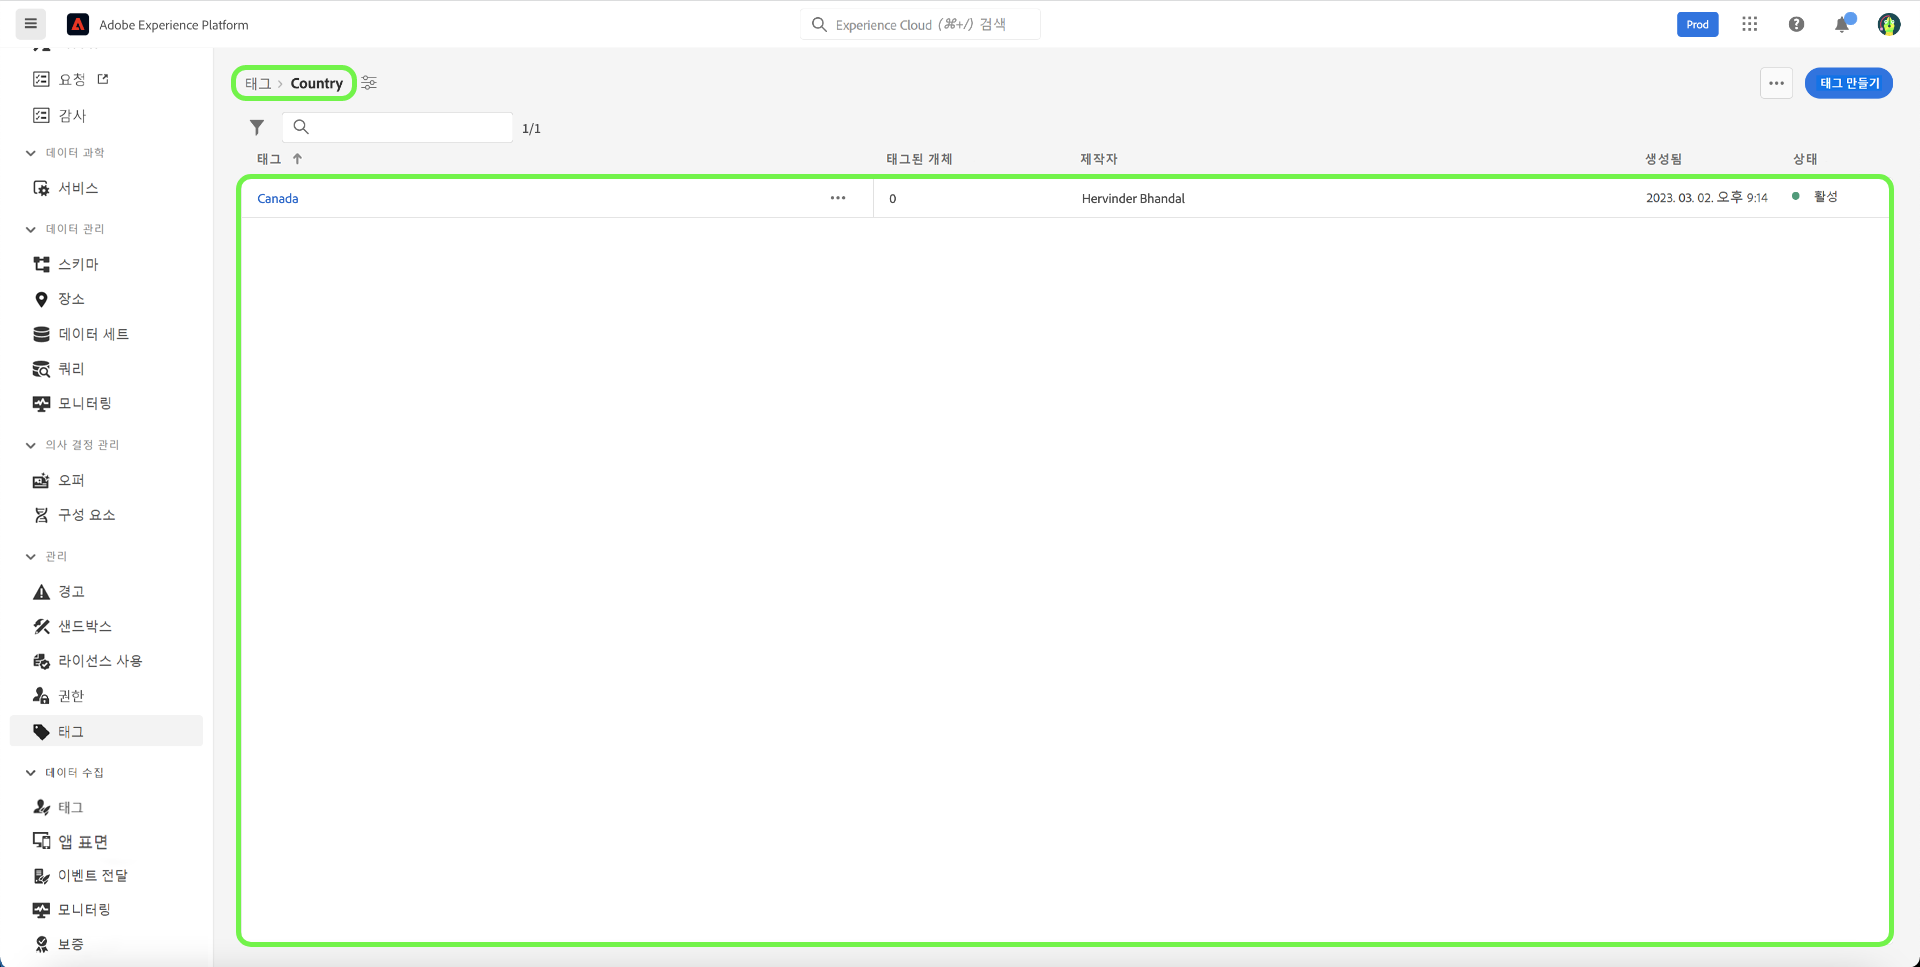 Adobe Experience Platform
Experience Cloud (⌘+/) 검색
Prod
요청
감사
데이터 과학
서비스
데이터 관리
스키마
장소
데이터 세트
쿼리
모니터링
의사 결정 관리
오퍼
구성 요소
관리
경고
샌드박스
라이선스 사용
권한
태그
데이터 수집
태그
앱 표면
이벤트 전달
모니터링
보증
태그 › Country
태그 만들기
1/1
태그 ↑ 태그된 개체 제작자 생성됨 상태
Canada 0 Hervinder Bhandal 2023. 03. 02. 오후 9:14 활성